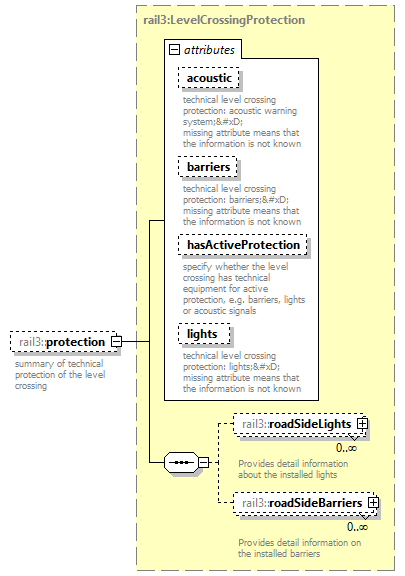 rail3:LevelCrossingProtection
attributes
acoustic
technical level crossing
protection: acoustic warning
system;&#xD;
missing attribute means that
the information is not known
barriers
technical level crossing
protection: barriers;&#xD;
missing attribute means that
the information is not known
hasActiveProtection
specify whether the level
crossing has technical
equipment for active
protection, e.g. barriers, lights
or acoustic signals
lights
technical level crossing
protection: lights;&#xD;
missing attribute means that
the information is not known
rail3::protection
summary of technical
protection of the level
crossing
rail3::roadSideLights
0..∞
Provides detail information
about the installed lights
rail3::roadSideBarriers
0..∞
Provides detail information on
the installed barriers